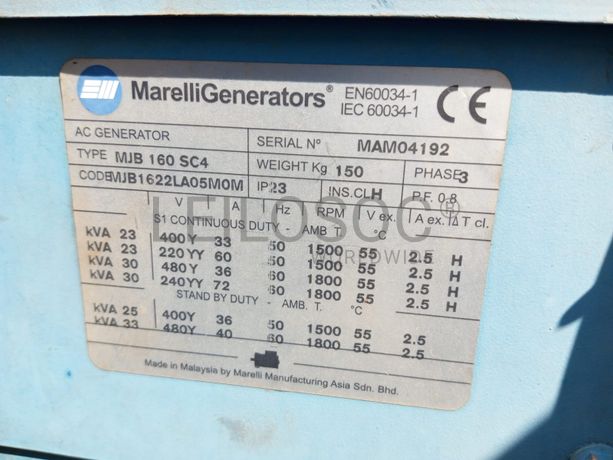 MarelliGenerators®
EN60034-1
IEC 60034-1
CE
AC GENERATOR
SERIAL N° MAM04192
TYPE MJB 160 SC4
WEIGHT Kg 150
PHASE 3
CODE MJB1622LA05M0M
IP23
INS.CL H
P.F. 0.8
V A Hz RPM V ex. A ex. Δ T cl.
S1 CONTINUOUS DUTY - AMB T. °C
kVA 23 400Y 33 50 1500 55 2.5 H
kVA 23 220YY 60 50 1500 55 2.5 H
kVA 30 480Y 36 60 1800 55 2.5 H
kVA 30 240YY 72 60 1800 55 2.5 H
STAND BY DUTY - AMB. T. °C
kVA 25 400Y 36 50 1500 55 2.5
kVA 33 480Y 40 60 1800 55 2.5
Made in Malaysia by Marelli Manufacturing Asia Sdn. Bhd.
LEILOSOC®
WORLDWIDE